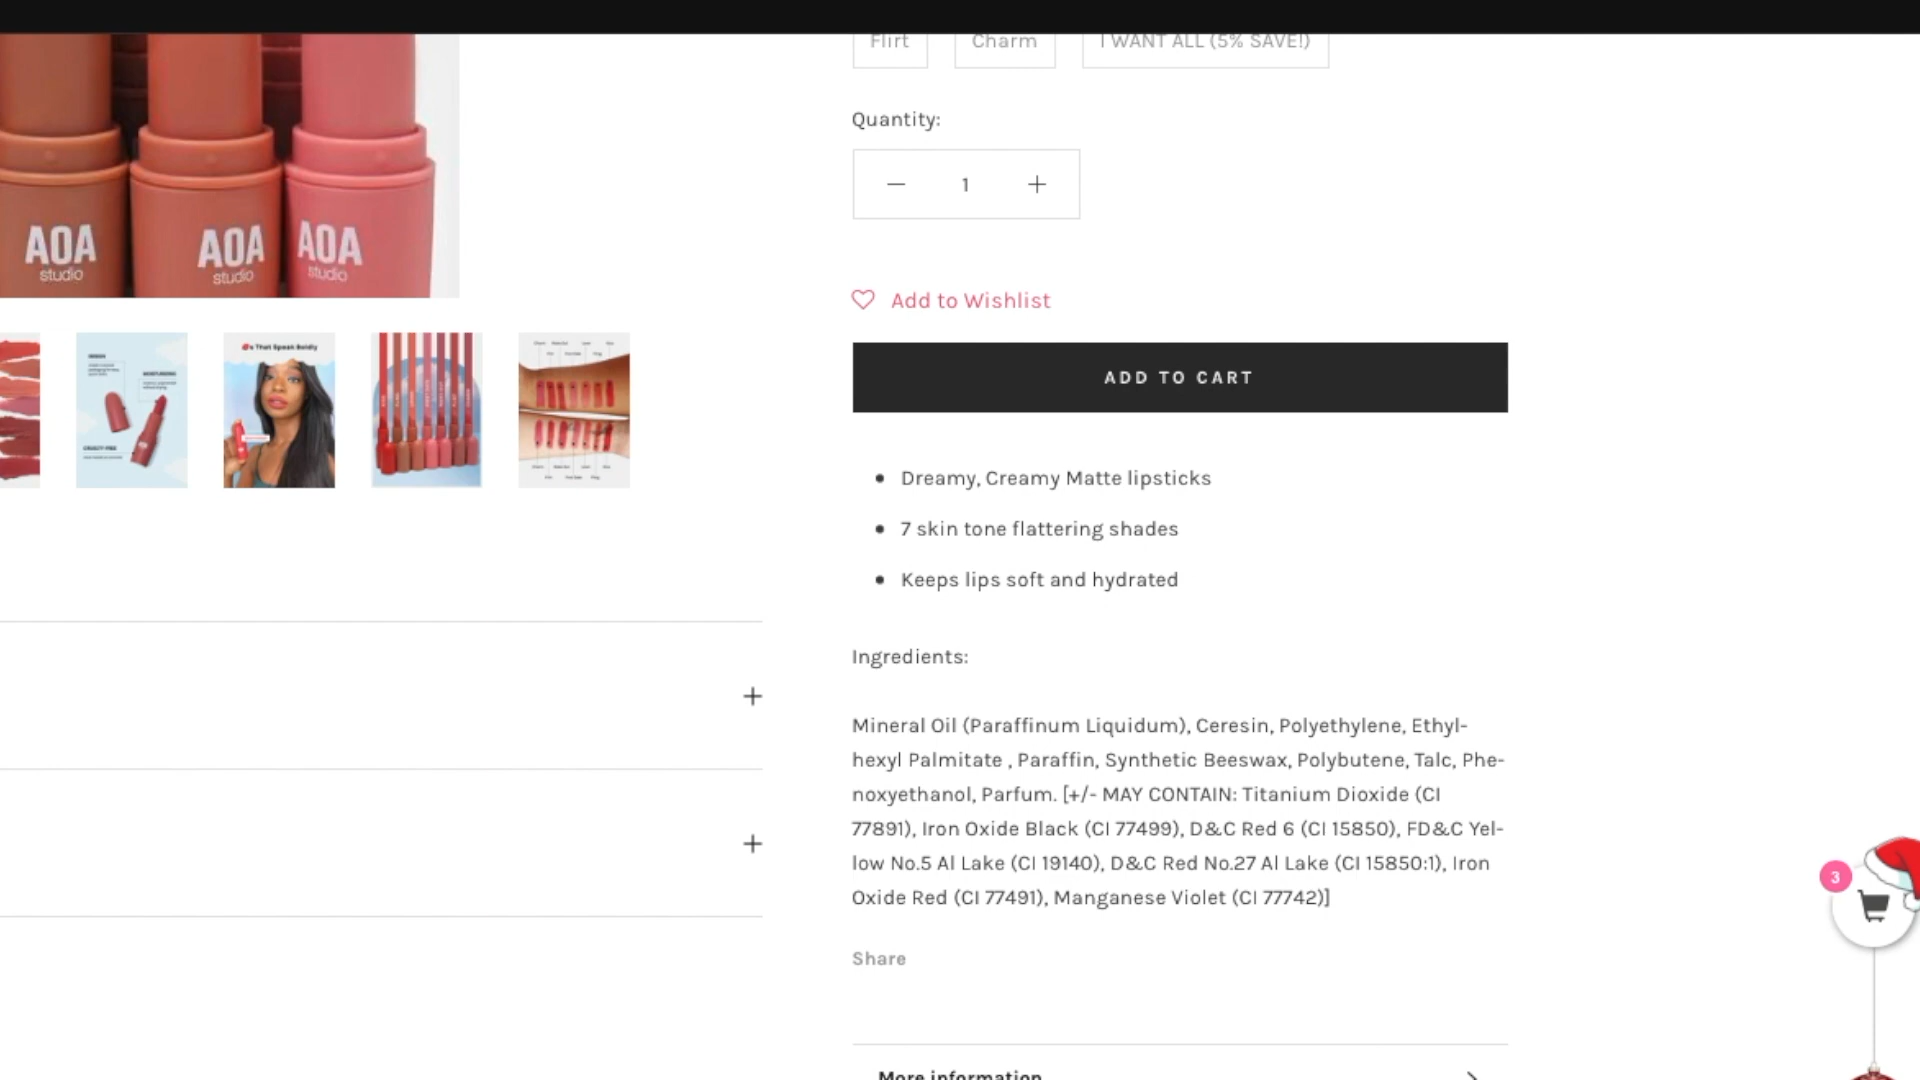 Flirt
Charm
I WANT ALL (5% SAVE!)
Quantity:
1
AOA
studio
AOA
studio
AOA
studio
Add to Wishlist
ADD TO CART
That Speak Boldly
Dreamy, Creamy Matte lipsticks
7 skin tone flattering shades
Keeps lips soft and hydrated
Ingredients:
Mineral Oil (Paraffinum Liquidum), Ceresin, Polyethylene, Ethyl-
hexyl Palmitate , Paraffin, Synthetic Beeswax, Polybutene, Talc, Phe-
noxyethanol, Parfum. [+/- MAY CONTAIN: Titanium Dioxide (CI
77891), Iron Oxide Black (CI 77499), D&C Red 6 (CI 15850), FD&C Yel-
low No.5 Al Lake (CI 19140), D&C Red No.27 Al Lake (CI 15850:1), Iron
Oxide Red (CI 77491), Manganese Violet (CI 77742)]
3
Share
More information